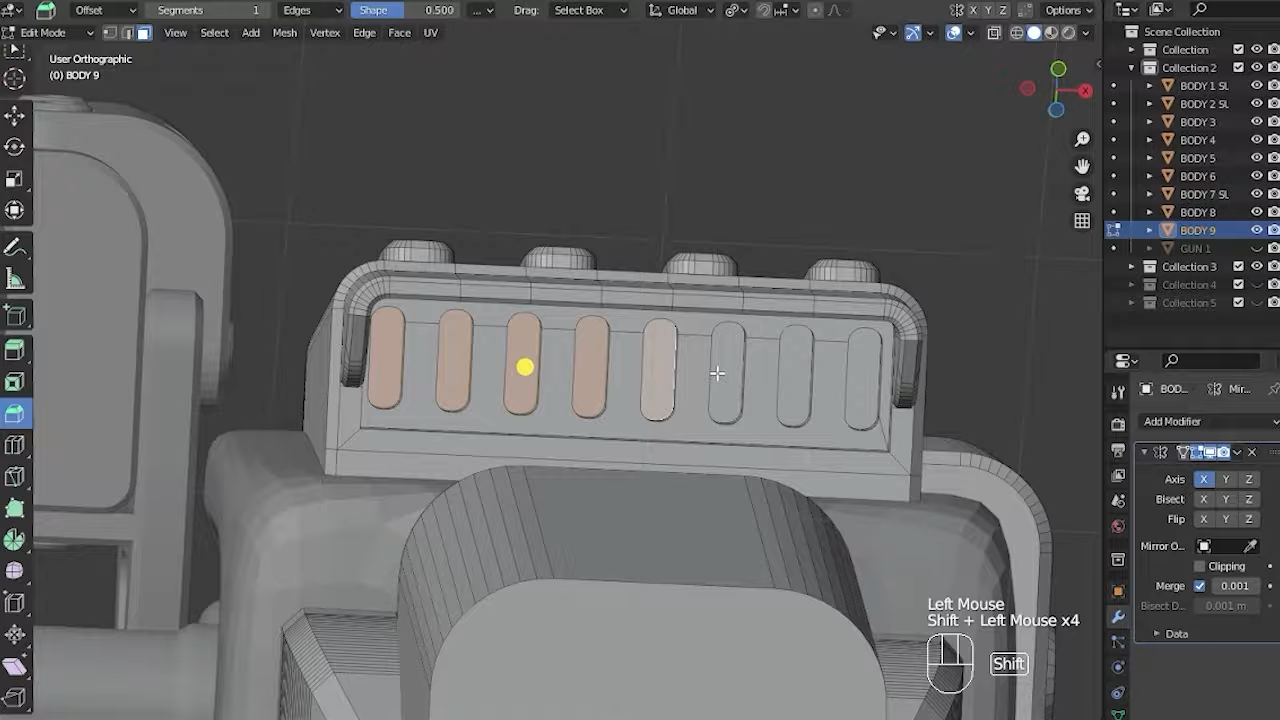 Offset Segments 1 Edges Shape 0.500 ... Drag: Select Box Global X Y Z Options
Edit Mode View Select Add Mesh Vertex Edge Face UV
User Orthographic
(0) BODY 9
X
Scene Collection
Collection
Collection 2
BODY 1 SL
BODY 2 SL
BODY 3
BODY 4
BODY 5
BODY 6
BODY 7 SL
BODY 8
BODY 9
GUN 1
Collection 3
Collection 4
Collection 5
BOD... Mir...
Add Modifier
Axis X Y Z
Bisect X Y Z
Flip X Y Z
Mirror O...
Clipping
Merge 0.001
Bisect D... 0.001 m
Data
Left Mouse
Shift + Left Mouse x4
Shift